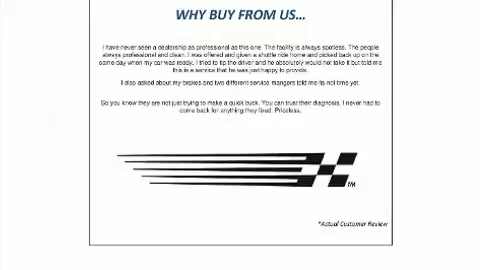 WHY BUY FROM US...
I have never seen a dealership as professional as this one. The facility is always spotless. The people
always professional and clean. I was offered and given a shuttle ride home and picked back up on the
same day when my car was ready. I tried to tip the driver and he absolutely would not take it but told me
this is a service that he was just happy to provide.
I also asked about my brakes and two different service mangers told me its not time yet.
So you know they are not just trying to make a quick buck. You can trust their diagnosis. I never had to
come back for anything they fixed. Priceless.
TM
*Actual Customer Review